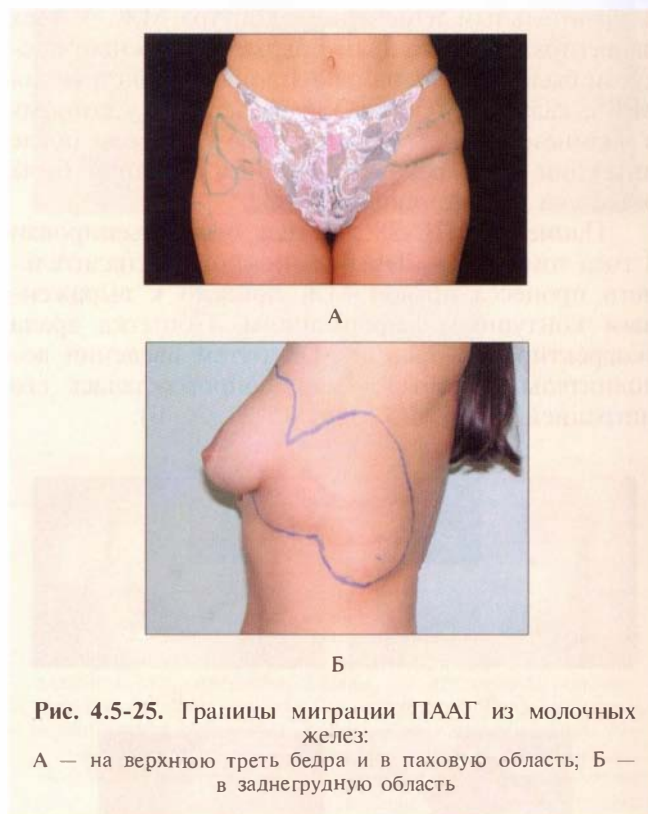 А
Б
Рис. 4.5-25. Границы миграции ПААГ из молочных
желез:
А — на верхнюю треть бедра и в паховую область; Б —
в заднегрудную область